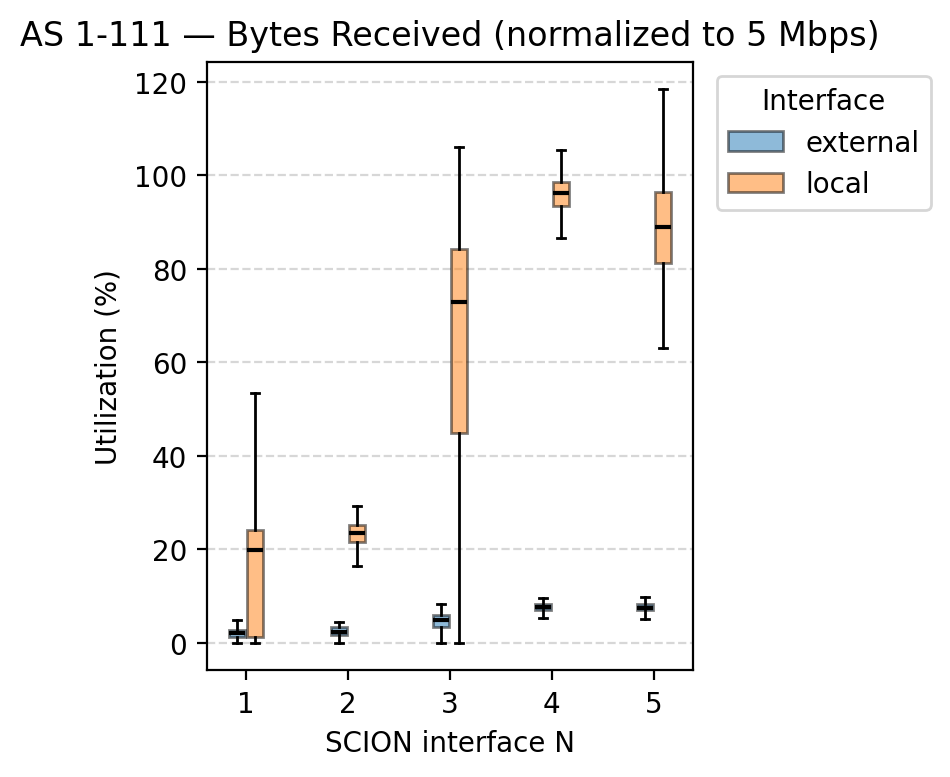 AS 1-111 — Bytes Received (normalized to 5 Mbps)
Interface
external
local
Utilization (%)
120
100
80
60
40
20
0
1 2 3 4 5
SCION interface N